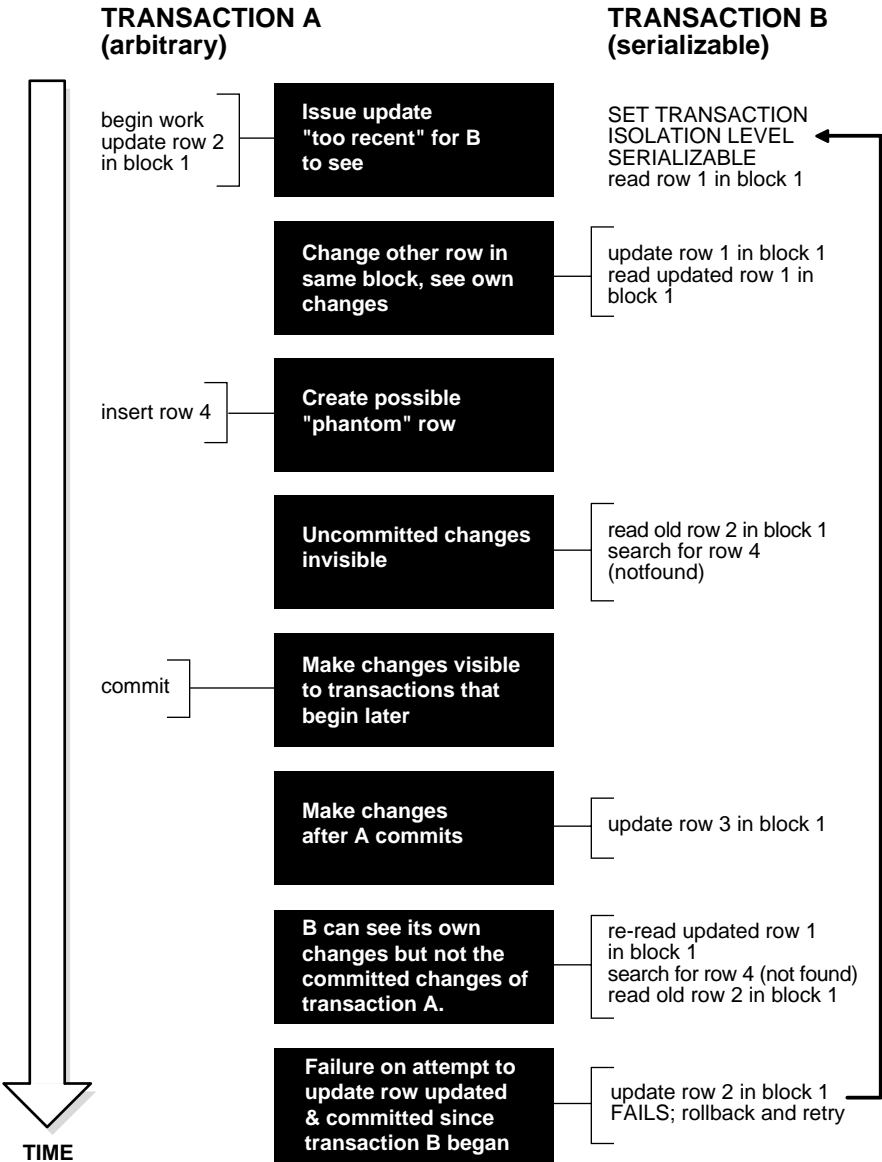 TRANSACTION A
(arbitrary)
TRANSACTION B
(serializable)
begin work
update row 2
in block 1
Issue update
"too recent" for B
to see
SET TRANSACTION
ISOLATION LEVEL
SERIALIZABLE
read row 1 in block 1
Change other row in
same block, see own
changes
update row 1 in block 1
read updated row 1 in
block 1
insert row 4
Create possible
"phantom" row
Uncommitted changes
invisible
read old row 2 in block 1
search for row 4
(notfound)
commit
Make changes visible
to transactions that
begin later
Make changes
after A commits
update row 3 in block 1
B can see its own
changes but not the
committed changes of
transaction A.
re-read updated row 1
in block 1
search for row 4 (not found)
read old row 2 in block 1
Failure on attempt to
update row updated
& committed since
transaction B began
update row 2 in block 1
FAILS; rollback and retry
TIME